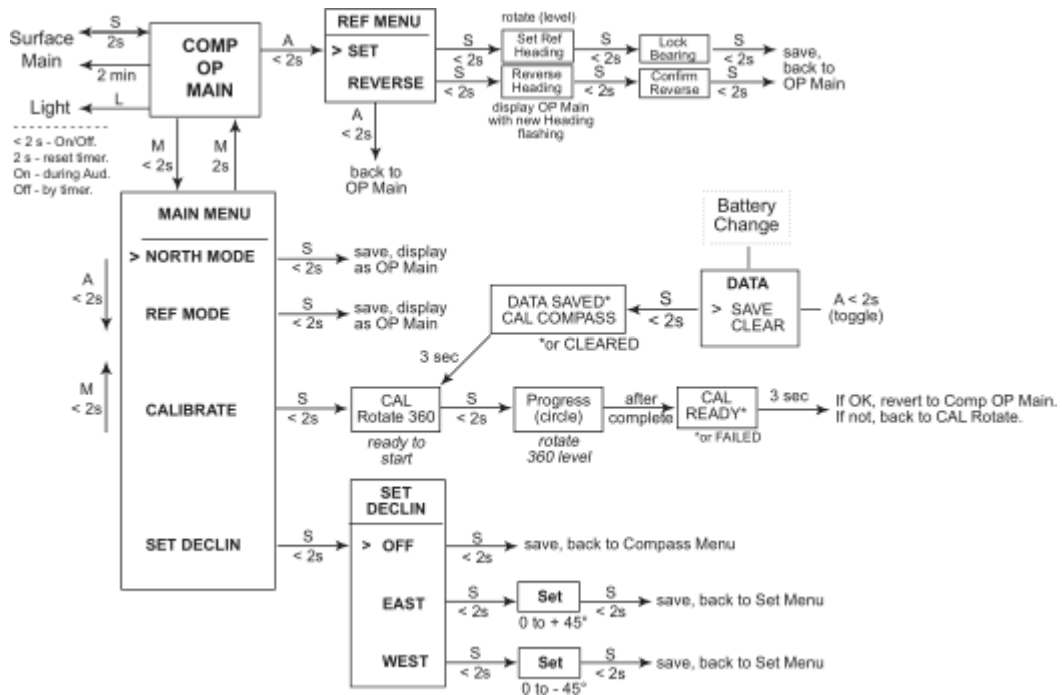 Surface
Main
S
2s
2 min
L
Light
COMP
OP
MAIN
A
< 2s
REF MENU
> SET
REVERSE
S
< 2s
S
< 2s
rotate (level)
Set Ref
Heading
Reverse
Heading
display OP Main
with new Heading
flashing
S
< 2s
S
< 2s
Lock
Bearing
Confirm
Reverse
S
< 2s
S
< 2s
save,
back to
OP Main
A
< 2s
back to
OP Main
< 2 s - On/Off.
2 s - reset timer.
On - during Aud.
Off - by timer.
M
< 2s
M
2s
MAIN MENU
> NORTH MODE
S
< 2s
save, display
as OP Main
A
< 2s
REF MODE
S
< 2s
save, display
as OP Main
M
< 2s
CALIBRATE
S
< 2s
CAL
Rotate 360
ready to
start
S
< 2s
Progress
(circle)
rotate
360 level
after
complete
CAL
READY*
*or FAILED
3 sec
If OK, revert to Comp OP Main.
If not, back to CAL Rotate.
Battery
Change
DATA
> SAVE
CLEAR
A < 2s
(toggle)
S
< 2s
DATA SAVED*
CAL COMPASS
*or CLEARED
3 sec
SET DECLIN
S
< 2s
SET
DECLIN
> OFF
S
< 2s
save, back to Compass Menu
EAST
S
< 2s
Set
0 to + 45°
S
< 2s
save, back to Set Menu
WEST
S
< 2s
Set
0 to - 45°
S
< 2s
save, back to Set Menu